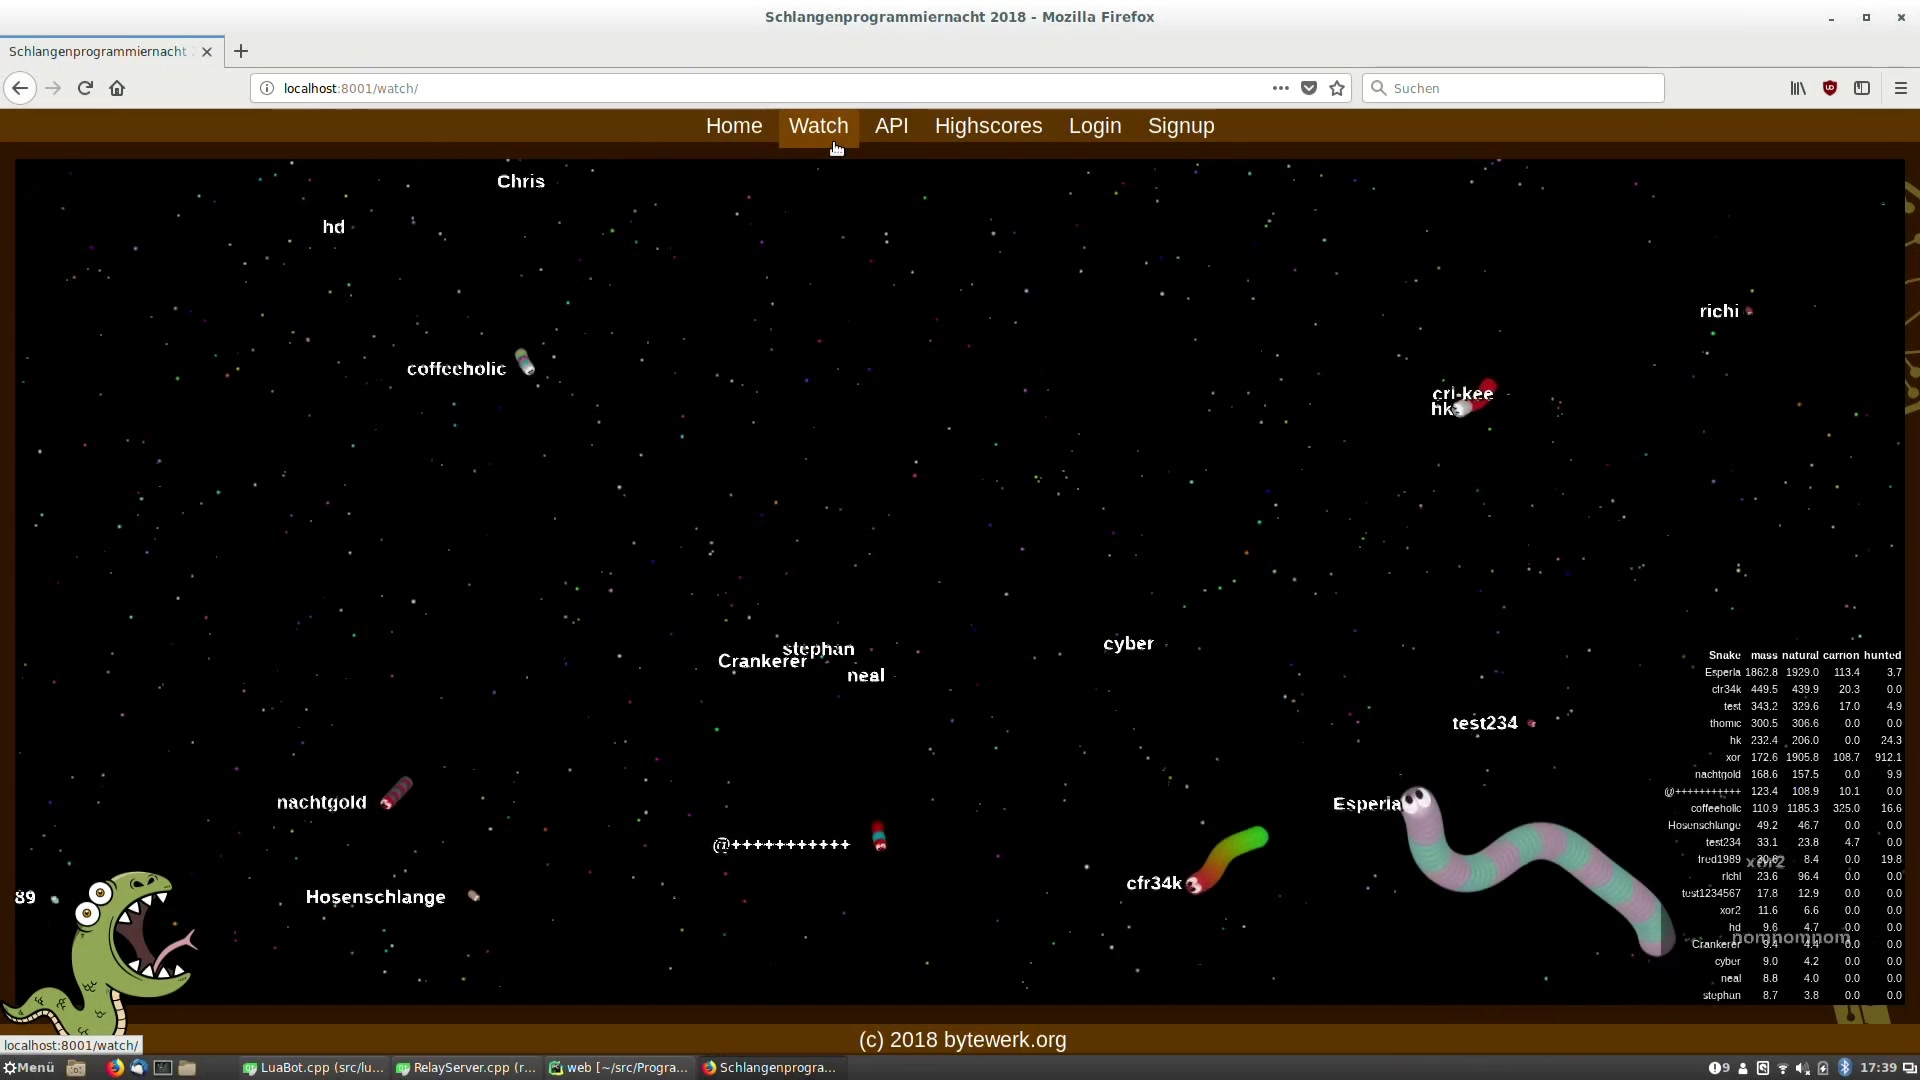 Schlangenprogrammiernacht 2018 - Mozilla Firefox
Schlangenprogrammiernacht
localhost:8001/watch/
Suchen
Home Watch API Highscores Login Signup
Chris
hd
richi
coffeeholic
cri-kee
hk
stephan
Crankerer
neal
cyber
test234
nachtgold
Esperla
@+++++++++++
cfr34k
89
Hosenschlange
xor2
nomnomnom
Snake mass natural carrion hunted
Esperla 1862.8 1929.0 113.4 3.7
cfr34k 449.5 439.9 20.3 0.0
test 343.2 329.6 17.0 4.9
thomic 300.5 306.6 0.0 0.0
hk 232.4 206.0 0.0 24.3
xor 172.6 1905.8 108.7 912.1
nachtgold 168.6 157.5 0.0 9.9
@+++++++++++ 123.4 108.9 10.1 0.0
coffeeholic 110.9 1185.3 325.0 16.6
Hosenschlange 49.2 46.7 0.0 0.0
test234 33.1 23.8 4.7 0.0
fred1989 8.4 0.0 19.8
richi 23.6 96.4 0.0 0.0
test1234567 17.8 12.9 0.0 0.0
xor2 11.6 6.6 0.0 0.0
hd 9.6 4.7 0.0 0.0
Crankerer 9.4 4.4 0.0 0.0
cyber 9.0 4.2 0.0 0.0
neal 8.8 4.0 0.0 0.0
stephan 8.7 3.8 0.0 0.0
(c) 2018 bytewerk.org
localhost:8001/watch/
Menü
LuaBot.cpp (src/lu...
RelayServer.cpp (r...
web [~/src/Progra...
Schlangenprogra...
9
17:39